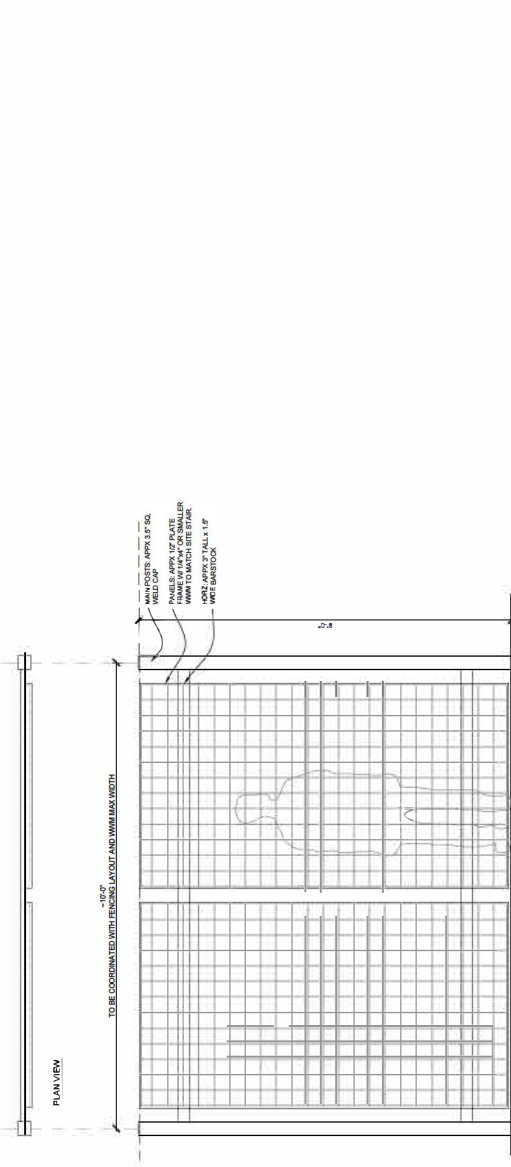 PLAN VIEW
~10'-0"
TO BE COORDINATED WITH FENCING LAYOUT AND WWM MAX WIDTH
MAIN POSTS: APPX 3.5" SQ,
WELD CAP
PANELS: APPX 1/2" PLATE
FRAME W/ 1/4"x4" OR SMALLER
WWM TO MATCH SITE STAIR.
HORZ: APPX 3" TALL x 1.5"
WIDE BARSTOCK
8'-0"